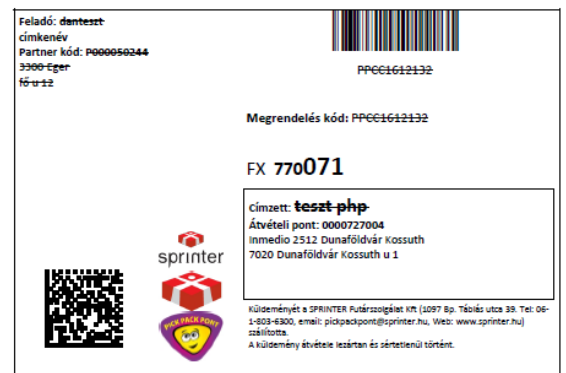 Feladó: danteszt
címkenév
Partner kód: P000050244
3300 Eger
fő u 12
PPCC1612132
Megrendelés kód: PPCC1612132
FX 770071
Címzett: teszt php
Átvételi pont: 0000727004
Inmedio 2512 Dunaföldvár Kossuth
7020 Dunaföldvár Kossuth u 1
sprinter
PICK PACK PONT
Küldeményét a SPRINTER Futárszolgálat Kft (1097 Bp. Táblás utca 39. Tel: 06-
1-803-6300, email: pickpackpont@sprinter.hu, Web: www.sprinter.hu)
szállította.
A küldemény átvétele lezártan és sértetlenül történt.